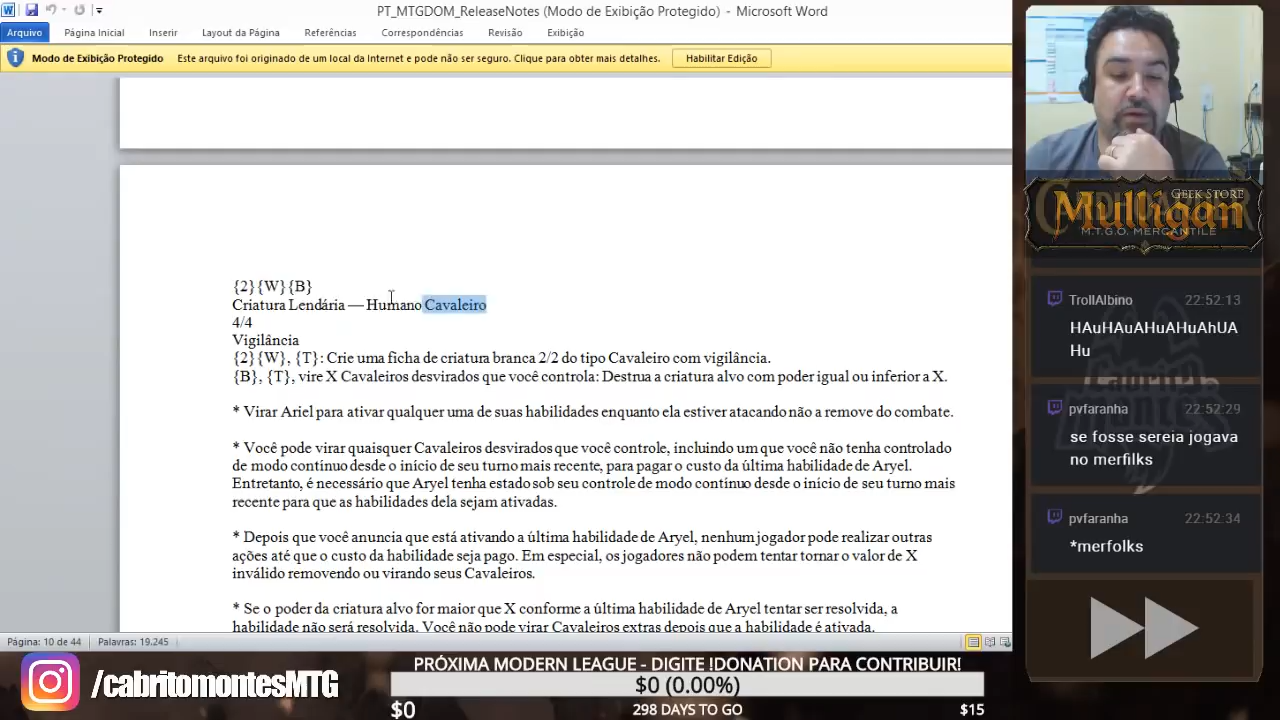 PT_MTGDOM_ReleaseNotes (Modo de Exibição Protegido) - Microsoft Word
Arquivo Página Inicial Inserir Layout da Página Referências Correspondências Revisão Exibição
Modo de Exibição Protegido Este arquivo foi originado de um local da Internet e pode não ser seguro. Clique para obter mais detalhes. Habilitar Edição
{2}{W}{B}
Criatura Lendária — Humano Cavaleiro
4/4
Vigilância
{2}{W}, {T}: Crie uma ficha de criatura branca 2/2 do tipo Cavaleiro com vigilância.
{B}, {T}, vire X Cavaleiros desvirados que você controla: Destrua a criatura alvo com poder igual ou inferior a X.
* Virar Ariel para ativar qualquer uma de suas habilidades enquanto ela estiver atacando não a remove do combate.
* Você pode virar quaisquer Cavaleiros desvirados que você controle, incluindo um que você não tenha controlado
de modo contínuo desde o início de seu turno mais recente, para pagar o custo da última habilidade de Aryel.
Entretanto, é necessário que Aryel tenha estado sob seu controle de modo contínuo desde o início de seu turno mais
recente para que as habilidades dela sejam ativadas.
* Depois que você anuncia que está ativando a última habilidade de Aryel, nenhum jogador pode realizar outras
ações até que o custo da habilidade seja pago. Em especial, os jogadores não podem tentar tornar o valor de X
inválido removendo ou virando seus Cavaleiros.
* Se o poder da criatura alvo for maior que X conforme a última habilidade de Aryel tentar ser resolvida, a
habilidade não será resolvida. Você não pode virar Cavaleiros extras depois que a habilidade é ativada.
Página: 10 de 44 Palavras: 19.245
Mulligan
GEEK STORE
M.T.G.O. MERCANTILE
TrollAlbino 22:52:13
HAuHAuAHuAHuAhUA
Hu
pvfaranha 22:52:29
se fosse sereia jogava
no merfilks
pvfaranha 22:52:34
*merfolks
/cabritomontesMTG
PRÓXIMA MODERN LEAGUE - DIGITE !DONATION PARA CONTRIBUIR!
$0 (0.00%)
$0 298 DAYS TO GO $15